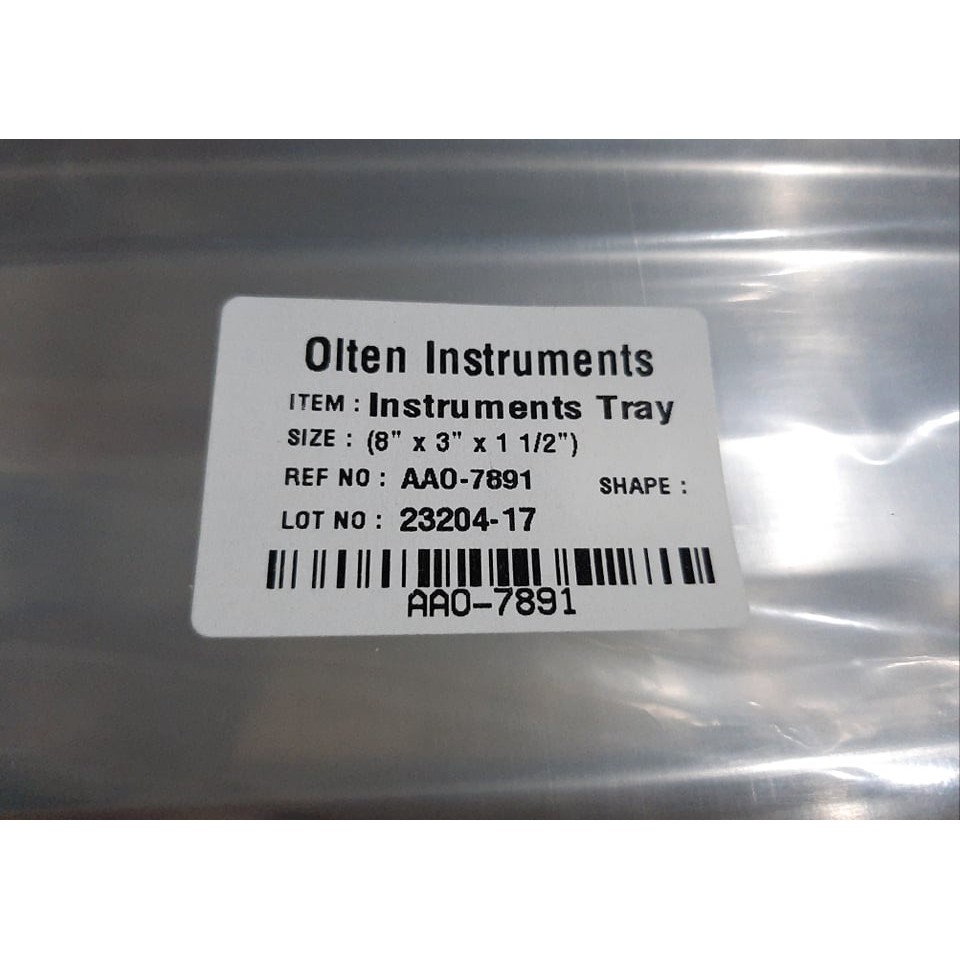 Olten Instruments
ITEM : Instruments Tray
SIZE : (8" x 3" x 1 1/2")
REF NO : AAO-7891 SHAPE :
LOT NO : 23204-17
AAO-7891